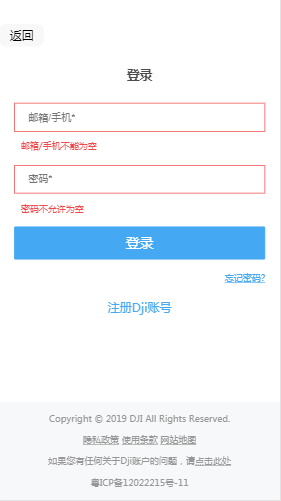 返回
登录
邮箱/手机*
邮箱/手机不能为空
密码*
密码不允许为空
登录
忘记密码?
注册Dji账号
Copyright © 2019 DJI All Rights Reserved.
隐私政策 使用条款 网站地图
如果您有任何关于Dji账户的问题，请点击此处
粤ICP备12022215号-11